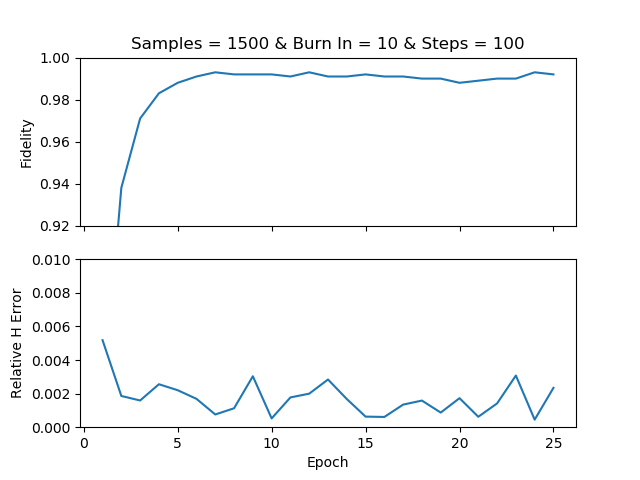 Samples = 1500 & Burn In = 10 & Steps = 100
1.00
0.98
0.96
0.94
0.92
Fidelity
0.010
0.008
0.006
0.004
0.002
0.000
Relative H Error
0 5 10 15 20 25
Epoch